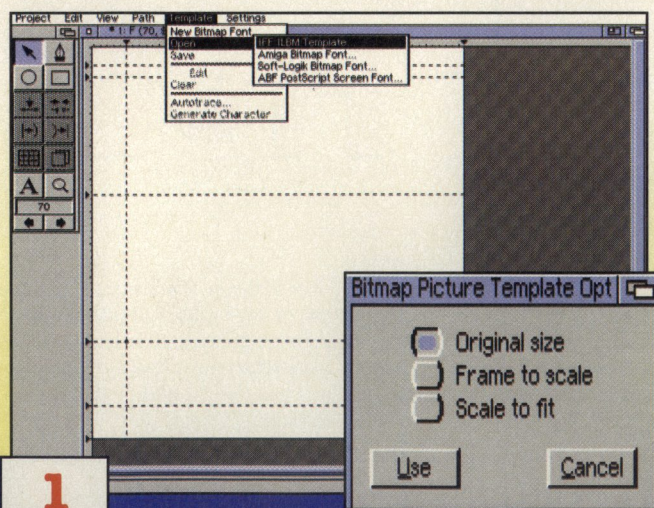 Project Edit View Path Template Settings
I: F (70,
New Bitmap Font
Open
Save
Edit
Clear
Autotrace...
Generate Character
IFF ILBM Template...
Amiga Bitmap Font...
Soft-Logik Bitmap Font...
ABF PostScript Screen Font...
A
70
Bitmap Picture Template Opt
Original size
Frame to scale
Scale to fit
Use Cancel
1